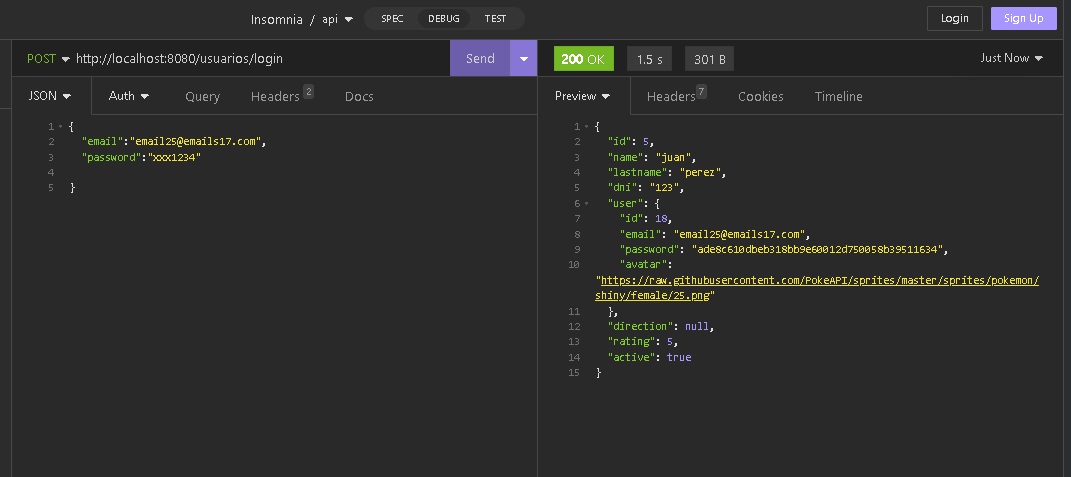 Insomnia / api SPEC DEBUG TEST Login Sign Up
POST http://localhost:8080/usuarios/login Send
200 OK 1.5 s 301 B Just Now
JSON Auth Query Headers 2 Docs
Preview Headers 7 Cookies Timeline
1 {
2 "email":"email25@emails17.com",
3 "password":"xxx1234"
4
5 }
1 {
2 "id": 5,
3 "name": "juan",
4 "lastname": "perez",
5 "dni": "123",
6 "user": {
7 "id": 18,
8 "email": "email25@emails17.com",
9 "password": "ade8c610dbeb318bb9e60012d750058b39511634",
10 "avatar":
"https://raw.githubusercontent.com/PokeAPI/sprites/master/sprites/pokemon/
shiny/female/25.png"
11 },
12 "direction": null,
13 "rating": 5,
14 "active": true
15 }